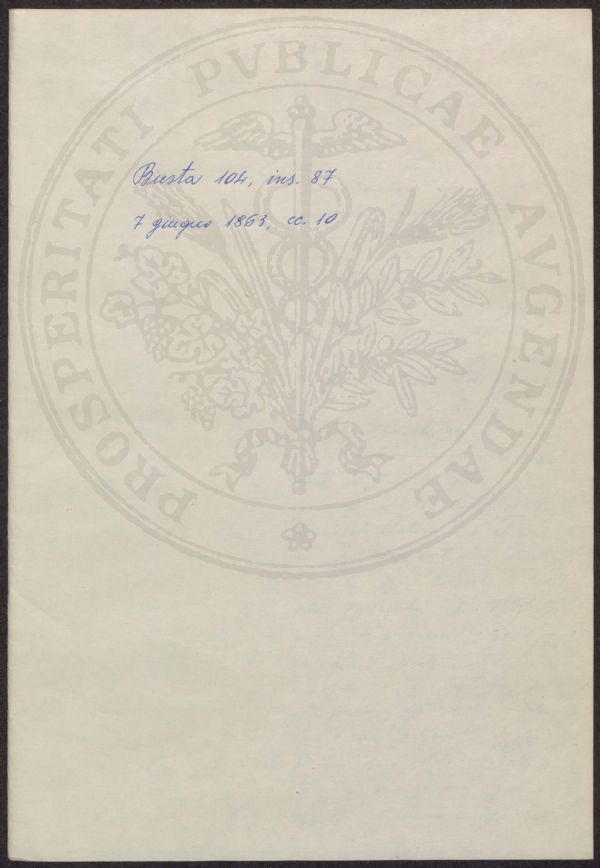 Busta 104, ins. 87
7 giugno 1863, cc. 10
PROSPERITATI PVBLICAE AVGENDAE